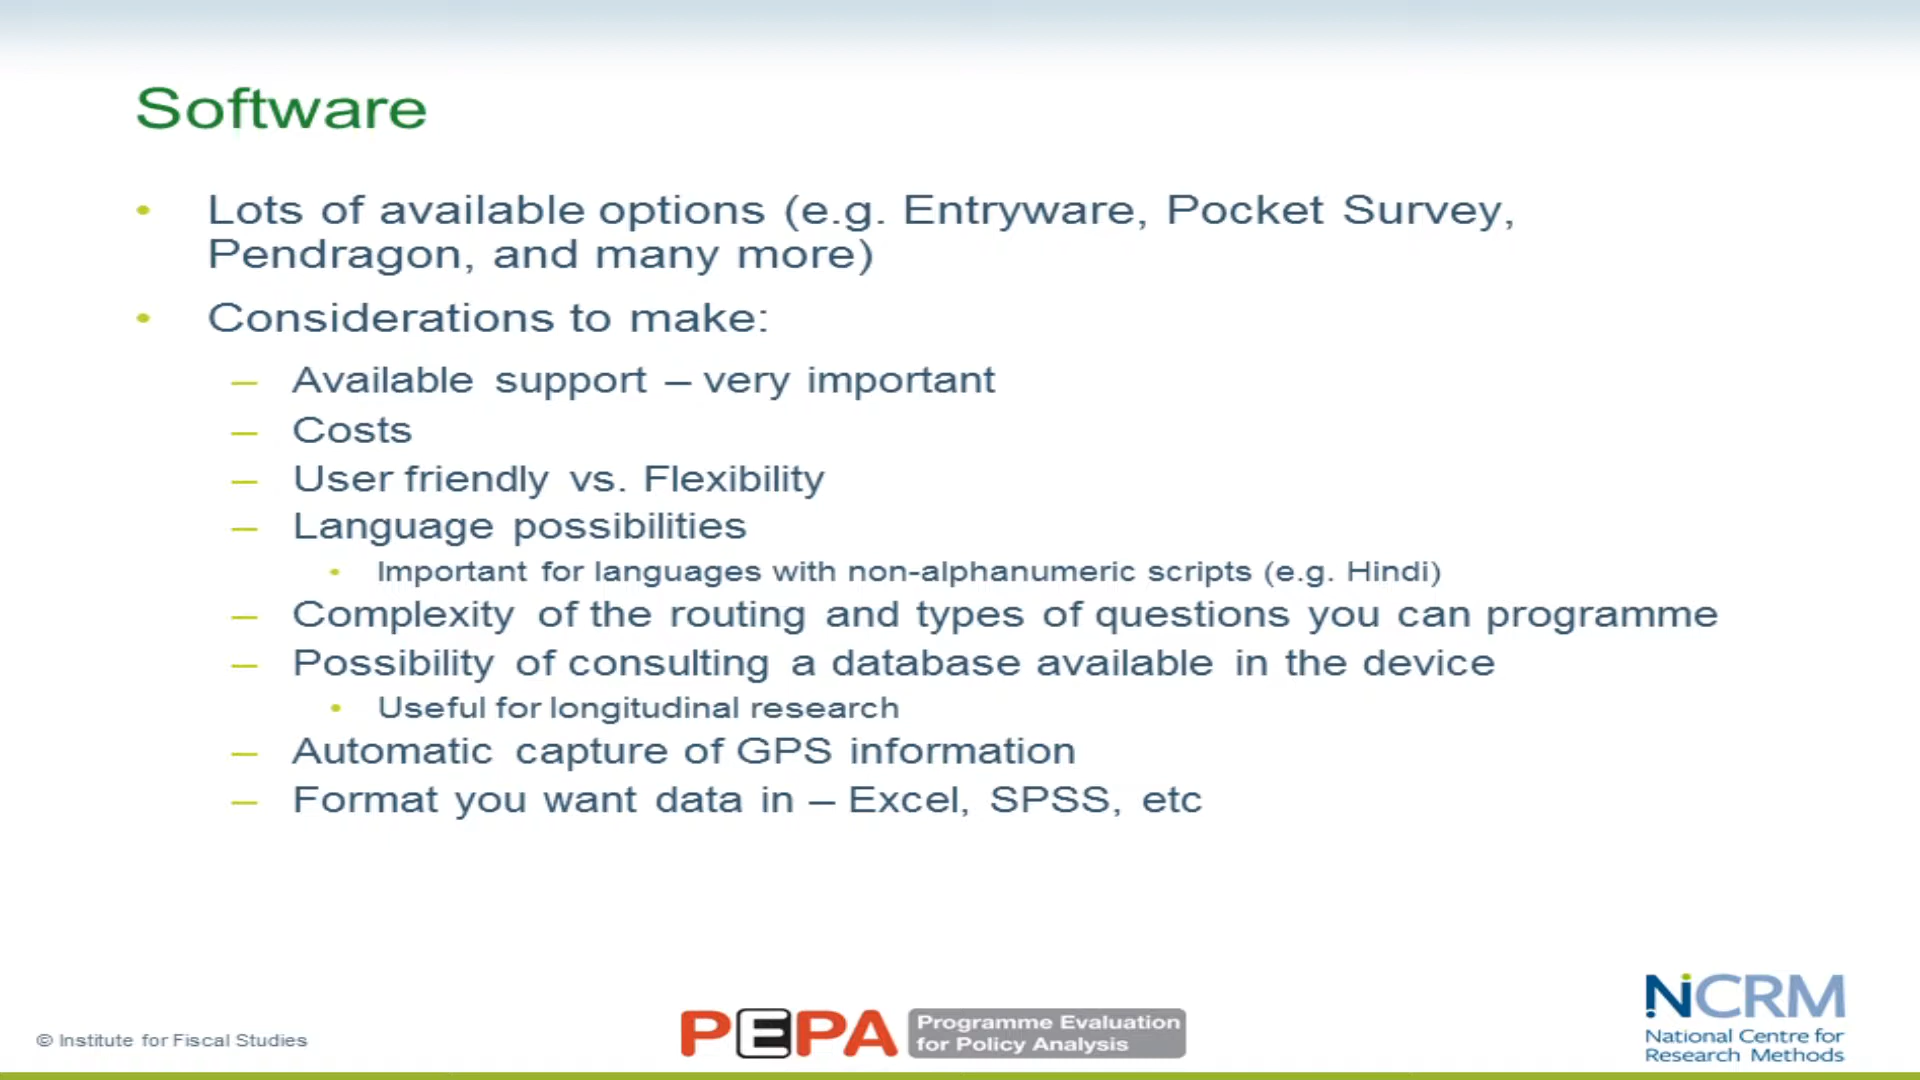 Software
• Lots of available options (e.g. Entryware, Pocket Survey,
Pendragon, and many more)
• Considerations to make:
– Available support – very important
– Costs
– User friendly vs. Flexibility
– Language possibilities
• Important for languages with non-alphanumeric scripts (e.g. Hindi)
– Complexity of the routing and types of questions you can programme
– Possibility of consulting a database available in the device
• Useful for longitudinal research
– Automatic capture of GPS information
– Format you want data in – Excel, SPSS, etc
© Institute for Fiscal Studies
PEPA
Programme Evaluation
for Policy Analysis
NCRM
National Centre for
Research Methods